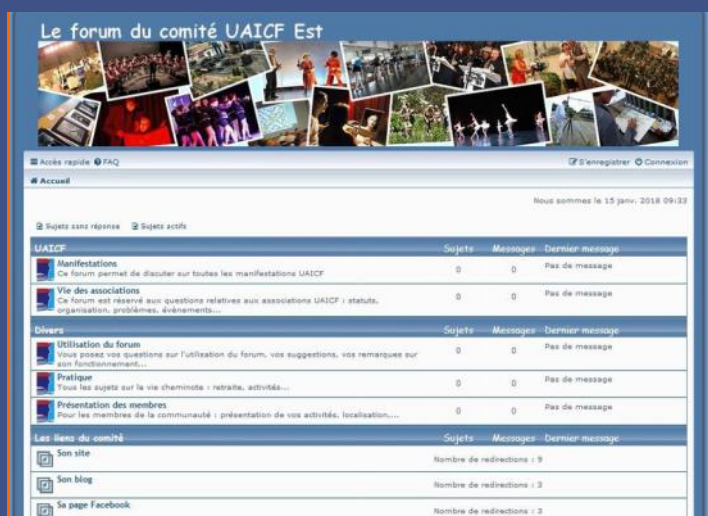 Le forum du comité UAICF Est
Accès rapide FAQ S'enregistrer Connexion
Accueil
Nous sommes le 15 janv. 2018 09:33
Sujets sans réponse Sujets actifs
UAICF Sujets Messages Dernier message
Manifestations 0 0 Pas de message
Ce forum permet de discuter sur toutes les manifestations UAICF
Vie des associations 0 0 Pas de message
Ce forum est réservé aux questions relatives aux associations UAICF : statuts,
organisation, problèmes, évènements...
Divers Sujets Messages Dernier message
Utilisation du forum 0 0 Pas de message
Vous posez vos questions sur l'utilisation du forum, vos suggestions, vos remarques sur
son fonctionnement...
Pratique 0 0 Pas de message
Tous les sujets sur la vie cheminote : retraite, activités...
Présentation des membres 0 0 Pas de message
Pour les membres de la communauté : présentation de vos activités, localisation,...
Les liens du comité Sujets Messages Dernier message
Son site Nombre de redirections : 9
Son blog Nombre de redirections : 3
Sa page Facebook Nombre de redirections : 3